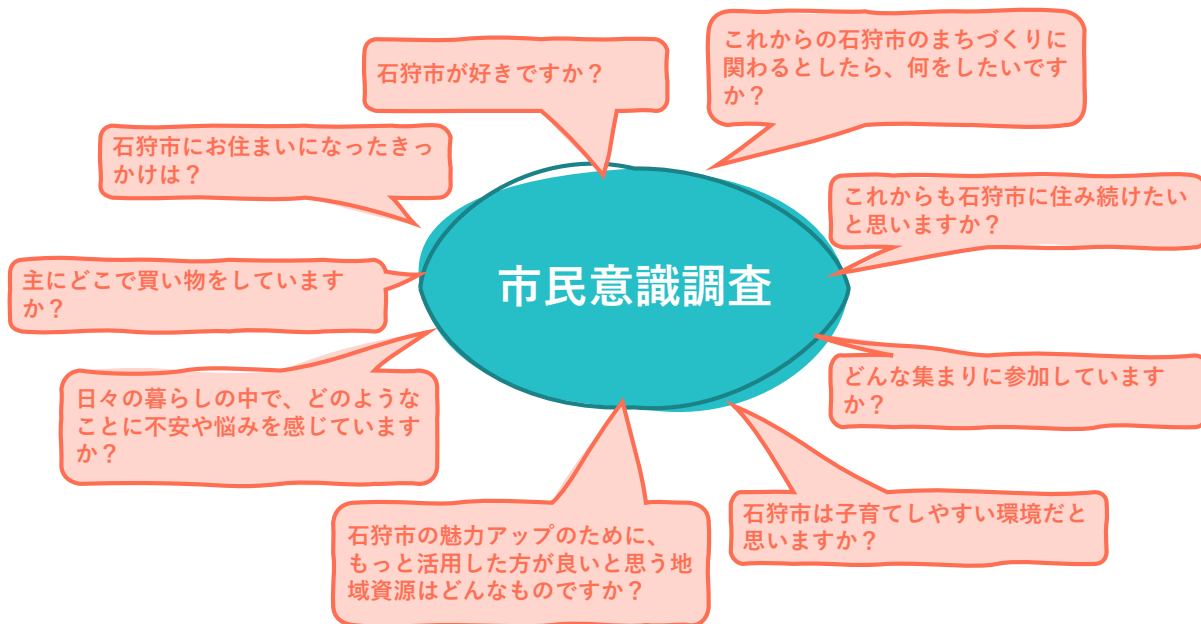 石狩市が好きですか？
これからの石狩市のまちづくりに
関わるとしたら、何をしたいです
か？
石狩市にお住まいになったきっ
かけは？
これからも石狩市に住み続けたい
と思いますか？
市民意識調査
主にどこで買い物をしています
か？
どんな集まりに参加しています
か？
日々の暮らしの中で、どのような
ことに不安や悩みを感じています
か？
石狩市は子育てしやすい環境だと
思いますか？
石狩市の魅力アップのために、
もっと活用した方が良いと思う地
域資源はどんなものですか？